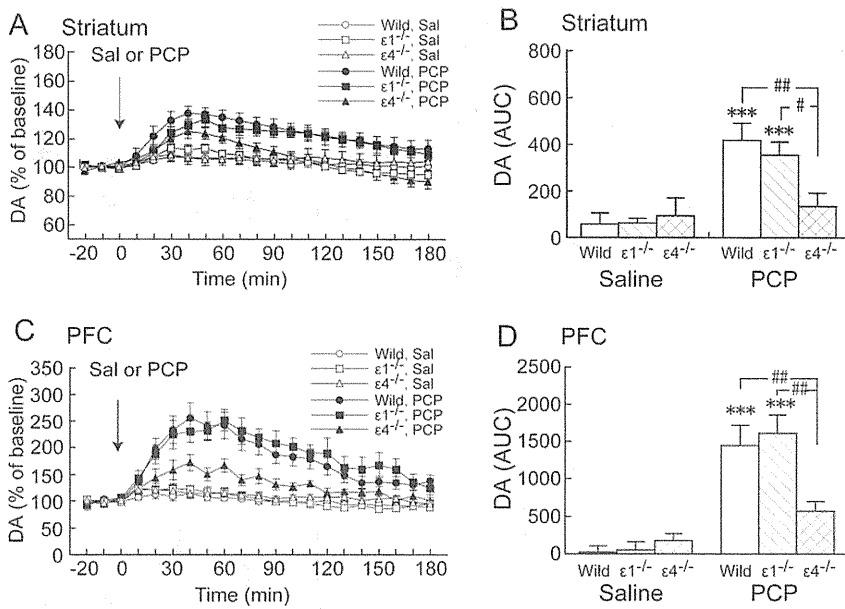 A Striatum
Sal or PCP
Wild, Sal
ε1-/-, Sal
ε4-/-, Sal
Wild, PCP
ε1-/-, PCP
ε4-/-, PCP
DA (% of baseline)
180
160
140
120
100
80
60
-20 0 30 60 90 120 150 180
Time (min)
B Striatum
DA (AUC)
800
600
400
200
0
##
#
*** ***
Wild ε1-/- ε4-/- Wild ε1-/- ε4-/-
Saline PCP
C PFC
Sal or PCP
Wild, Sal
ε1-/-, Sal
ε4-/-, Sal
Wild, PCP
ε1-/-, PCP
ε4-/-, PCP
DA (% of baseline)
350
300
250
200
150
100
50
0
-20 0 30 60 90 120 150 180
Time (min)
D PFC
DA (AUC)
2500
2000
1500
1000
500
0
##
##
*** ***
Wild ε1-/- ε4-/- Wild ε1-/- ε4-/-
Saline PCP